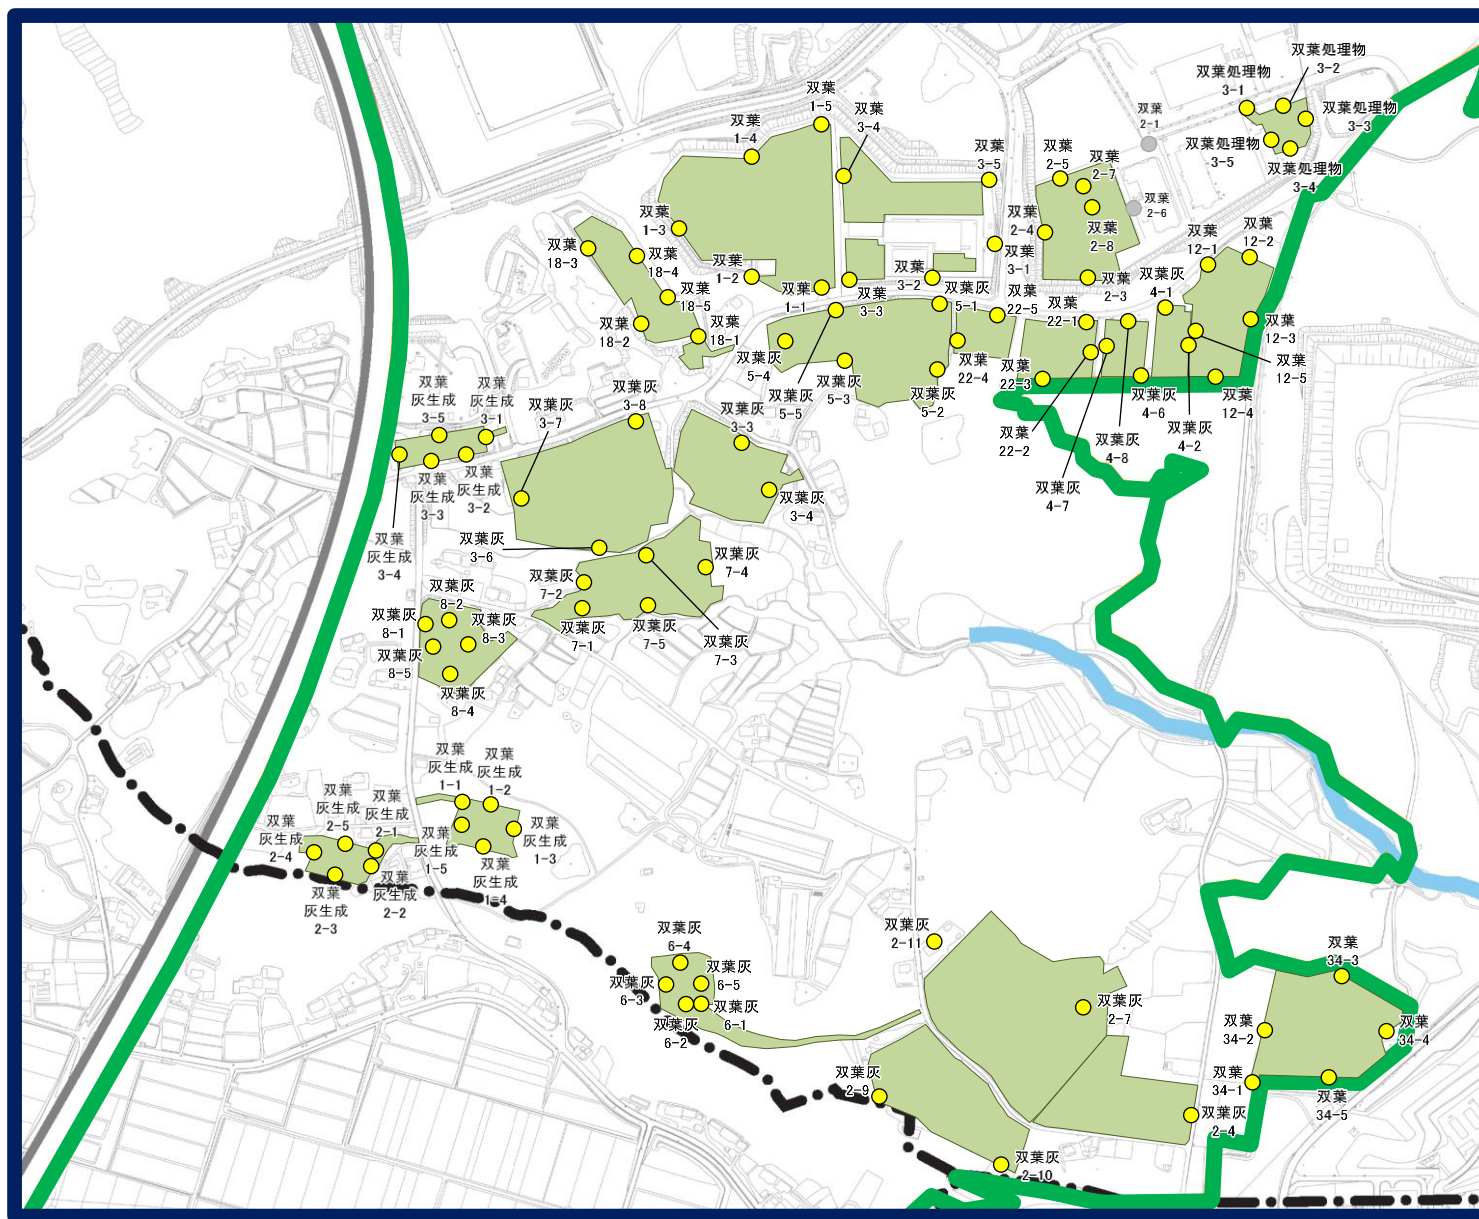 双葉処理物
3-2
双葉処理物
3-1
双葉処理物
3-3
双葉処理物
3-5
双葉処理物
3-4
双葉
1-5
双葉
3-4
双葉
1-4
双葉
2-1
双葉
3-5
双葉
2-5
双葉
2-7
双葉
2-6
双葉
1-3
双葉
2-4
双葉
2-8
双葉
18-3
双葉
18-4
双葉
1-2
双葉
3-2
双葉
3-1
双葉
2-3
双葉
12-1
双葉
12-2
双葉
18-5
双葉
1-1
双葉
3-3
双葉灰
5-1
双葉
22-5
双葉
22-1
双葉灰
4-1
双葉
18-2
双葉
18-1
双葉
12-3
双葉灰
5-4
双葉灰
5-5
双葉灰
5-3
双葉灰
5-2
双葉
22-4
双葉
22-3
双葉
12-5
双葉灰
4-6
双葉
12-4
双葉
22-2
双葉灰
4-8
双葉灰
4-2
双葉灰
4-7
双葉
灰生成
3-5
双葉
灰生成
3-1
双葉灰
3-7
双葉灰
3-8
双葉灰
3-3
双葉
灰生成
3-3
双葉
灰生成
3-2
双葉灰
3-4
双葉
灰生成
3-4
双葉灰
3-6
双葉灰
7-2
双葉灰
7-4
双葉灰
8-2
双葉灰
8-1
双葉灰
8-3
双葉灰
7-1
双葉灰
7-5
双葉灰
7-3
双葉灰
8-5
双葉灰
8-4
双葉
灰生成
1-1
双葉
灰生成
1-2
双葉
灰生成
2-5
双葉
灰生成
2-1
双葉
灰生成
2-4
双葉
灰生成
1-5
双葉
灰生成
1-3
双葉
灰生成
1-4
双葉
灰生成
2-3
双葉
灰生成
2-2
双葉灰
6-4
双葉灰
2-11
双葉灰
6-3
双葉灰
6-5
双葉灰
6-2
双葉灰
6-1
双葉灰
2-7
双葉
34-3
双葉
34-2
双葉
34-4
双葉灰
2-9
双葉
34-1
双葉
34-5
双葉灰
2-4
双葉灰
2-10